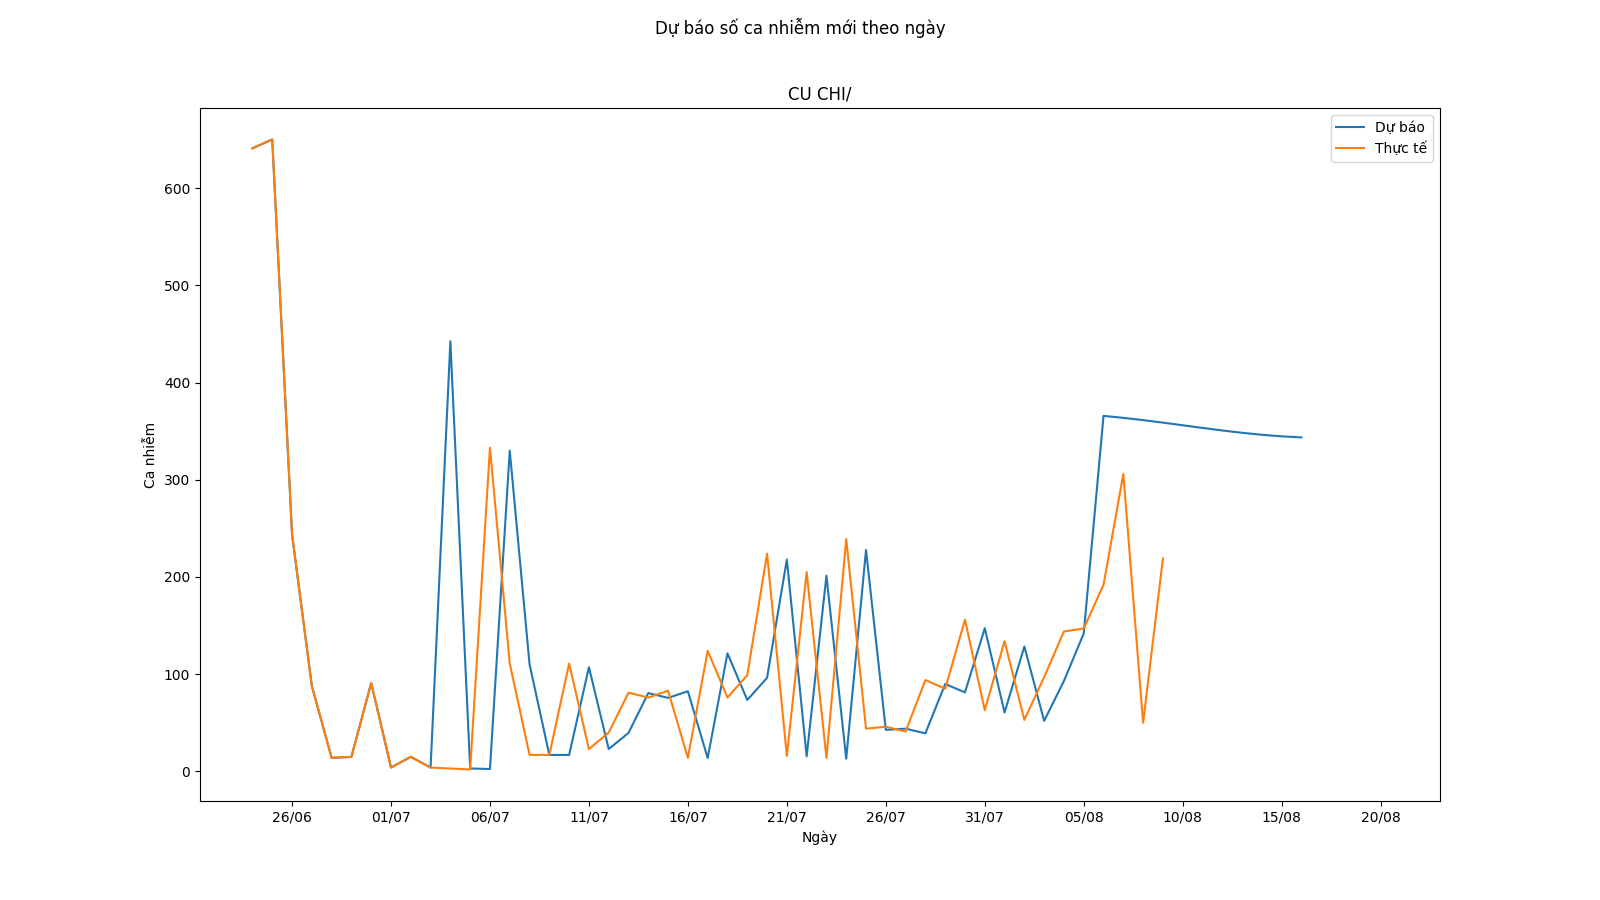 Dự báo số ca nhiễm mới theo ngày
CU CHI/
Dự báo
Thực tế
600
500
400
300
200
100
0
Ca nhiễm
26/06 01/07 06/07 11/07 16/07 21/07 26/07 31/07 05/08 10/08 15/08 20/08
Ngày